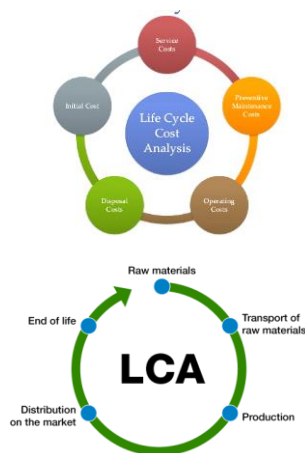 Service
Costs
Initial Cost
Preventive
Maintenance
Costs
Life Cycle
Cost
Analysis
Disposal
Costs
Operating
Costs
Raw materials
End of life
Transport of
raw materials
LCA
Distribution
on the market
Production